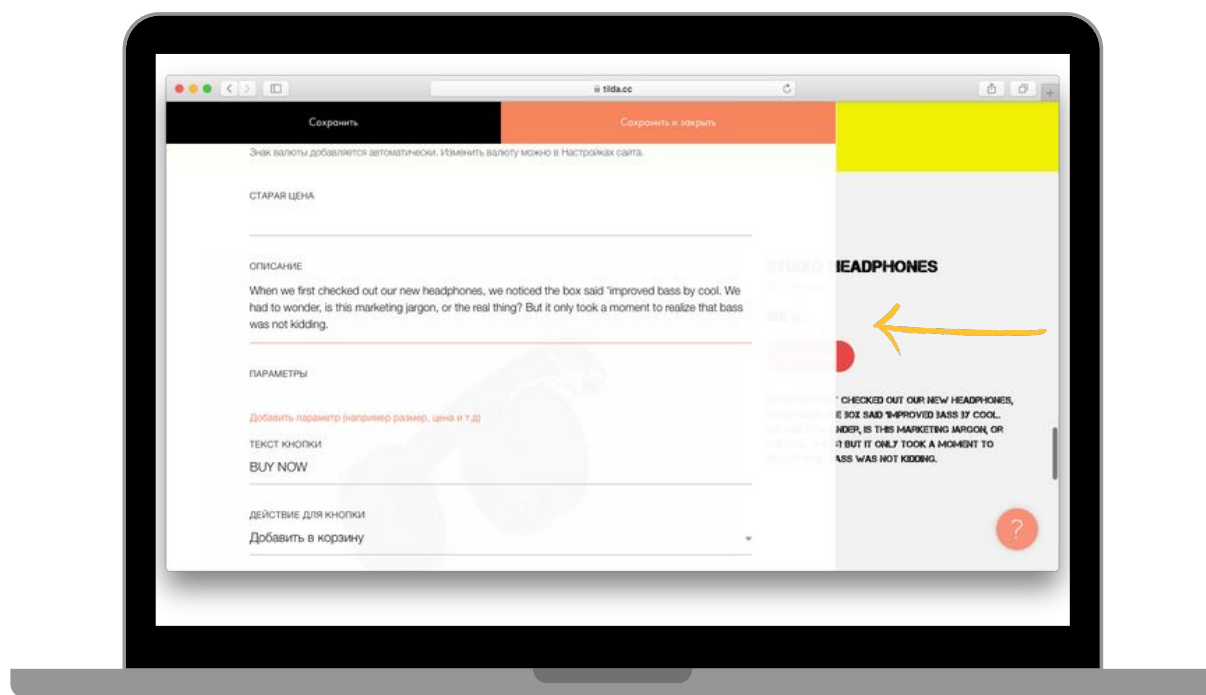 tilda.cc
Сохранить
Сохранить и закрыть
Знак валюты добавляется автоматически. Изменить валюту можно в Настройках сайта.
СТАРАЯ ЦЕНА
ОПИСАНИЕ
When we first checked out our new headphones, we noticed the box said 'improved bass by cool. We
had to wonder, is this marketing jargon, or the real thing? But it only took a moment to realize that bass
was not kidding.
ПАРАМЕТРЫ
Добавить параметр (например размер, цена и т.д)
ТЕКСТ КНОПКИ
BUY NOW
ДЕЙСТВИЕ ДЛЯ КНОПКИ
Добавить в корзину
STUDIO HEADPHONES
CHECKED OUT OUR NEW HEADPHONES,
BOX SAID 'IMPROVED BASS BY COOL.
IS THIS MARKETING JARGON, OR
BUT IT ONLY TOOK A MOMENT TO
WAS NOT KIDDING.
?